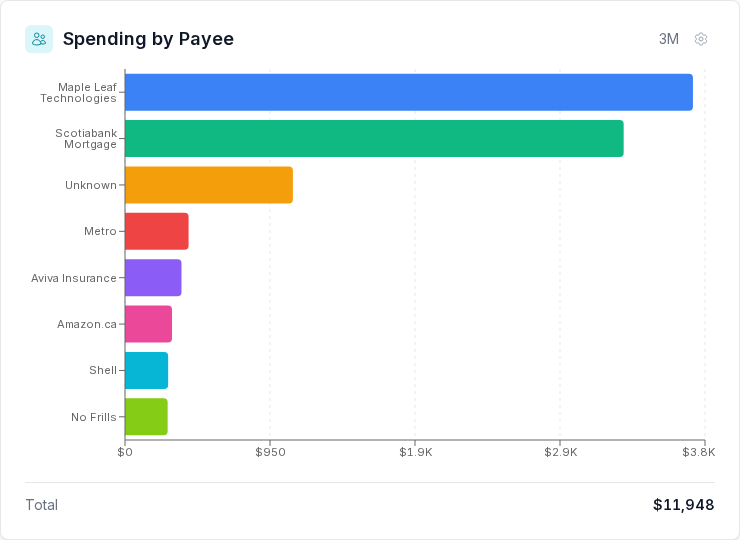 Spending by Payee
3M
Maple Leaf
Technologies
Scotiabank
Mortgage
Unknown
Metro
Aviva Insurance
Amazon.ca
Shell
No Frills
$0 $950 $1.9K $2.9K $3.8K
Total $11,948